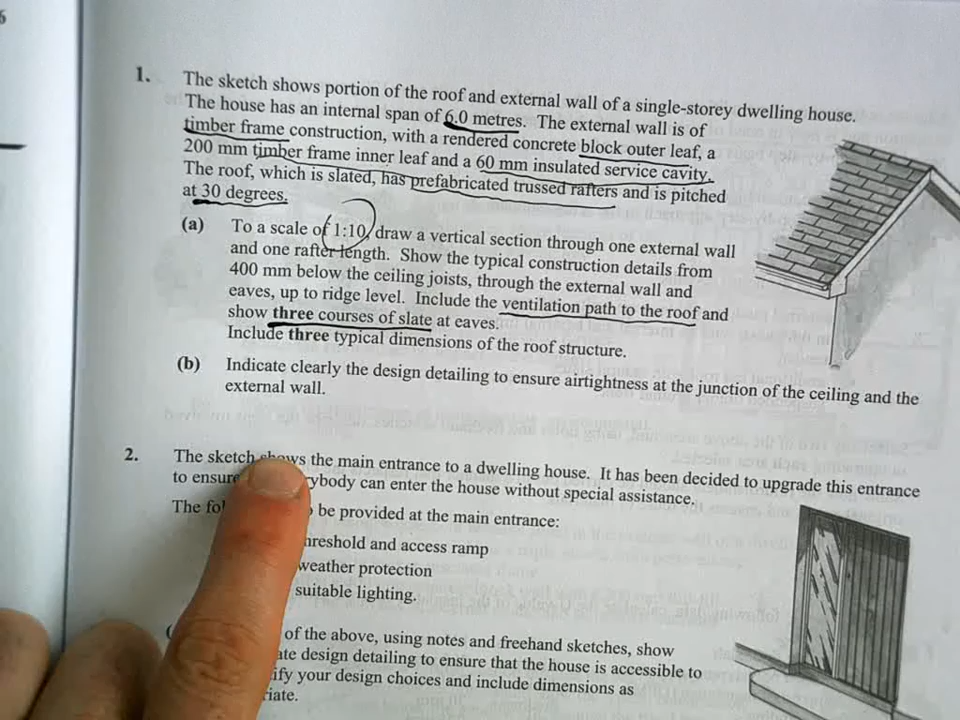 1. The sketch shows portion of the roof and external wall of a single-storey dwelling house.
The house has an internal span of 6.0 metres. The external wall is of
timber frame construction, with a rendered concrete block outer leaf, a
200 mm timber frame inner leaf and a 60 mm insulated service cavity.
The roof, which is slated, has prefabricated trussed rafters and is pitched
at 30 degrees.
(a) To a scale of 1:10, draw a vertical section through one external wall
and one rafter length. Show the typical construction details from
400 mm below the ceiling joists, through the external wall and
eaves, up to ridge level. Include the ventilation path to the roof and
show three courses of slate at eaves.
Include three typical dimensions of the roof structure.
(b) Indicate clearly the design detailing to ensure airtightness at the junction of the ceiling and the
external wall.
2. The sketch shows the main entrance to a dwelling house. It has been decided to upgrade this entrance
to ensure ybody can enter the house without special assistance.
The be provided at the main entrance:
threshold and access ramp
weather protection
suitable lighting.
of the above, using notes and freehand sketches, show
design detailing to ensure that the house is accessible to
your design choices and include dimensions as